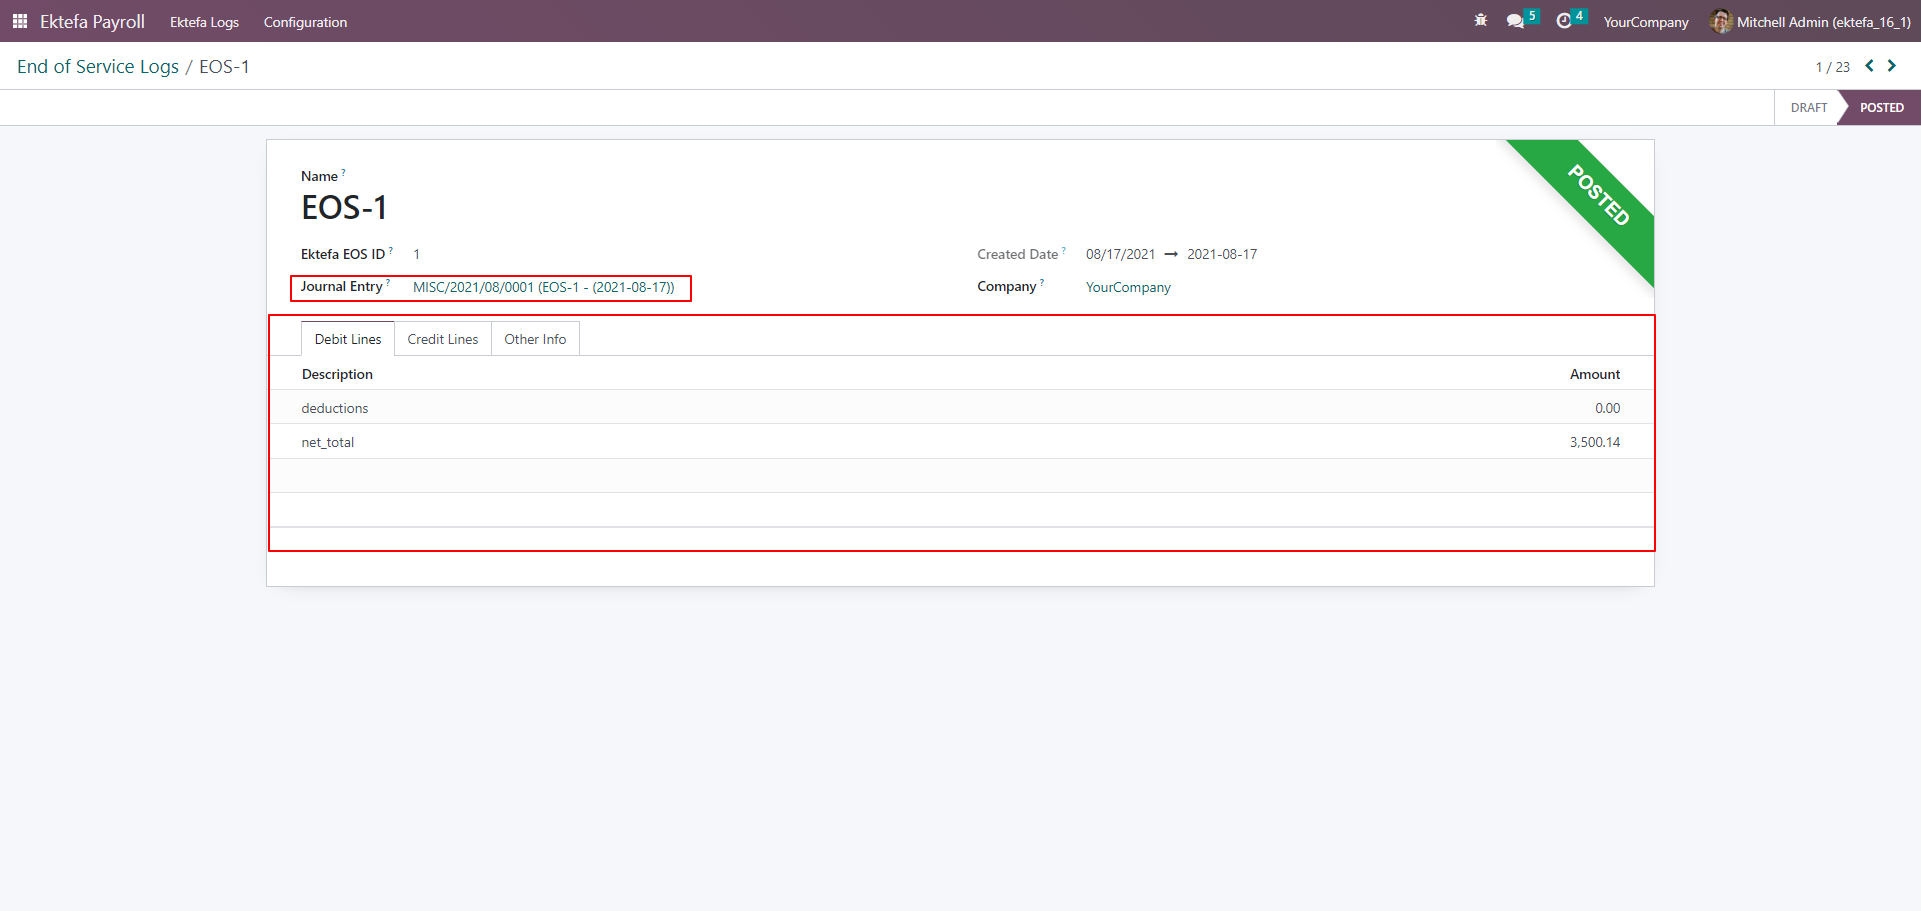 Ektefa Payroll Ektefa Logs Configuration 5 4 YourCompany Mitchell Admin (ektefa_16_1)
End of Service Logs / EOS-1 1 / 23
DRAFT POSTED
POSTED
Name ?
EOS-1
Ektefa EOS ID ? 1 Created Date ? 08/17/2021 → 2021-08-17
Journal Entry ? MISC/2021/08/0001 (EOS-1 - (2021-08-17)) Company ? YourCompany
Debit Lines Credit Lines Other Info
Description Amount
deductions 0.00
net_total 3,500.14